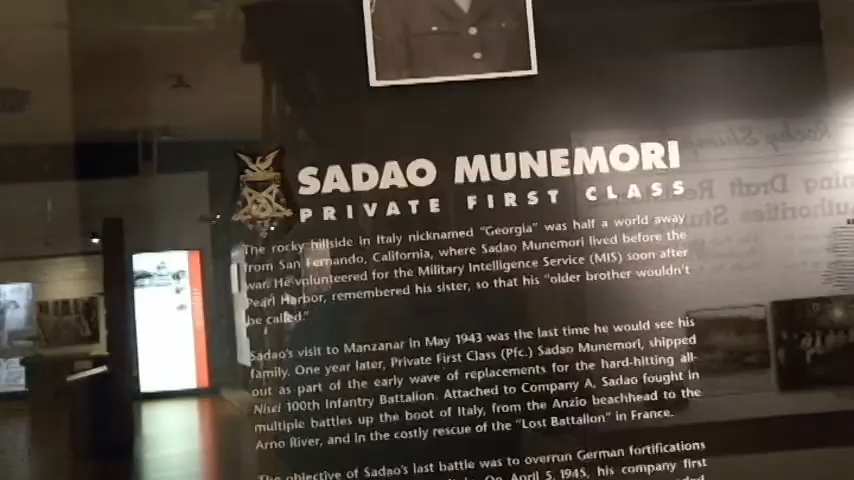 SADAO MUNEMORI
PRIVATE FIRST CLASS
The rocky hillside in Italy nicknamed "Georgia" was half a world away
from San Fernando, California, where Sadao Munemori lived before the
war. He volunteered for the Military Intelligence Service (MIS) soon after
Pearl Harbor, remembered his sister, so that his "older brother wouldn't
be called."
Sadao's visit to Manzanar in May 1943 was the last time he would see his
family. One year later, Private First Class (Pfc.) Sadao Munemori, shipped
out as part of the early wave of replacements for the hard-hitting all-
Nisei 100th Infantry Battalion. Attached to Company A, Sadao fought in
multiple battles up the boot of Italy, from the Anzio beachhead to the
Arno River, and in the costly rescue of the "Lost Battalion" in France.
The objective of Sadao's last battle was to overrun German fortifications
On April 5, 1945, his company first